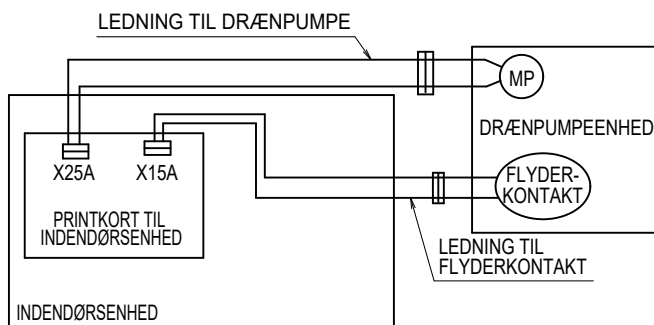 LEDNING TIL DRÆNPUMPE
MP
DRÆNPUMPEENHED
X25A
X15A
FLYDER-
KONTAKT
PRINTKORT TIL
INDENDØRSENHED
LEDNING TIL
FLYDERKONTAKT
INDENDØRSENHED